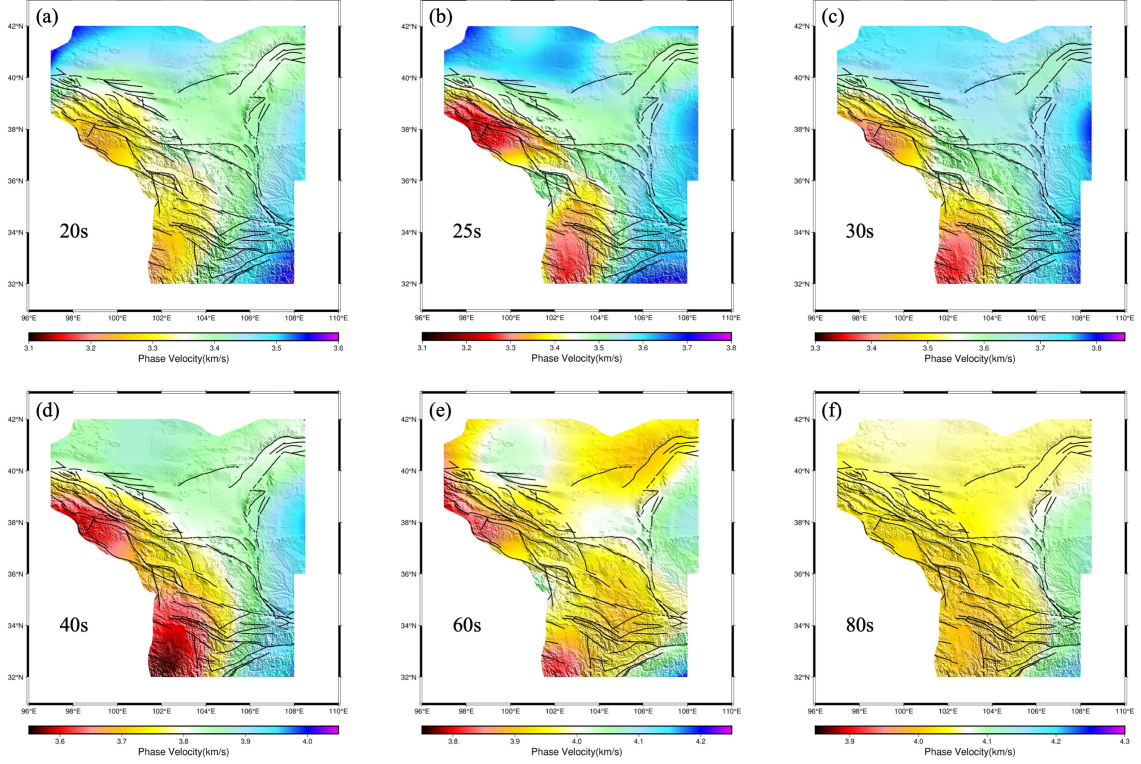 (a) (b) (c)
42°N 42°N 42°N
40°N 40°N 40°N
38°N 38°N 38°N
36°N 36°N 36°N
34°N 34°N 34°N
20s 25s 30s
32°N 32°N 32°N
96°E 98°E 100°E 102°E 104°E 106°E 108°E 110°E 96°E 98°E 100°E 102°E 104°E 106°E 108°E 110°E 96°E 98°E 100°E 102°E 104°E 106°E 108°E 110°E
3.1 3.2 3.3 3.4 3.5 3.6 3.1 3.2 3.3 3.4 3.5 3.6 3.7 3.8 3.3 3.4 3.5 3.6 3.7 3.8
Phase Velocity(km/s) Phase Velocity(km/s) Phase Velocity(km/s)
(d) (e) (f)
42°N 42°N 42°N
40°N 40°N 40°N
38°N 38°N 38°N
36°N 36°N 36°N
34°N 34°N 34°N
40s 60s 80s
32°N 32°N 32°N
96°E 98°E 100°E 102°E 104°E 106°E 108°E 110°E 96°E 98°E 100°E 102°E 104°E 106°E 108°E 110°E 96°E 98°E 100°E 102°E 104°E 106°E 108°E 110°E
3.6 3.7 3.8 3.9 4.0 3.8 3.9 4.0 4.1 4.2 3.9 4.0 4.1 4.2 4.3
Phase Velocity(km/s) Phase Velocity(km/s) Phase Velocity(km/s)